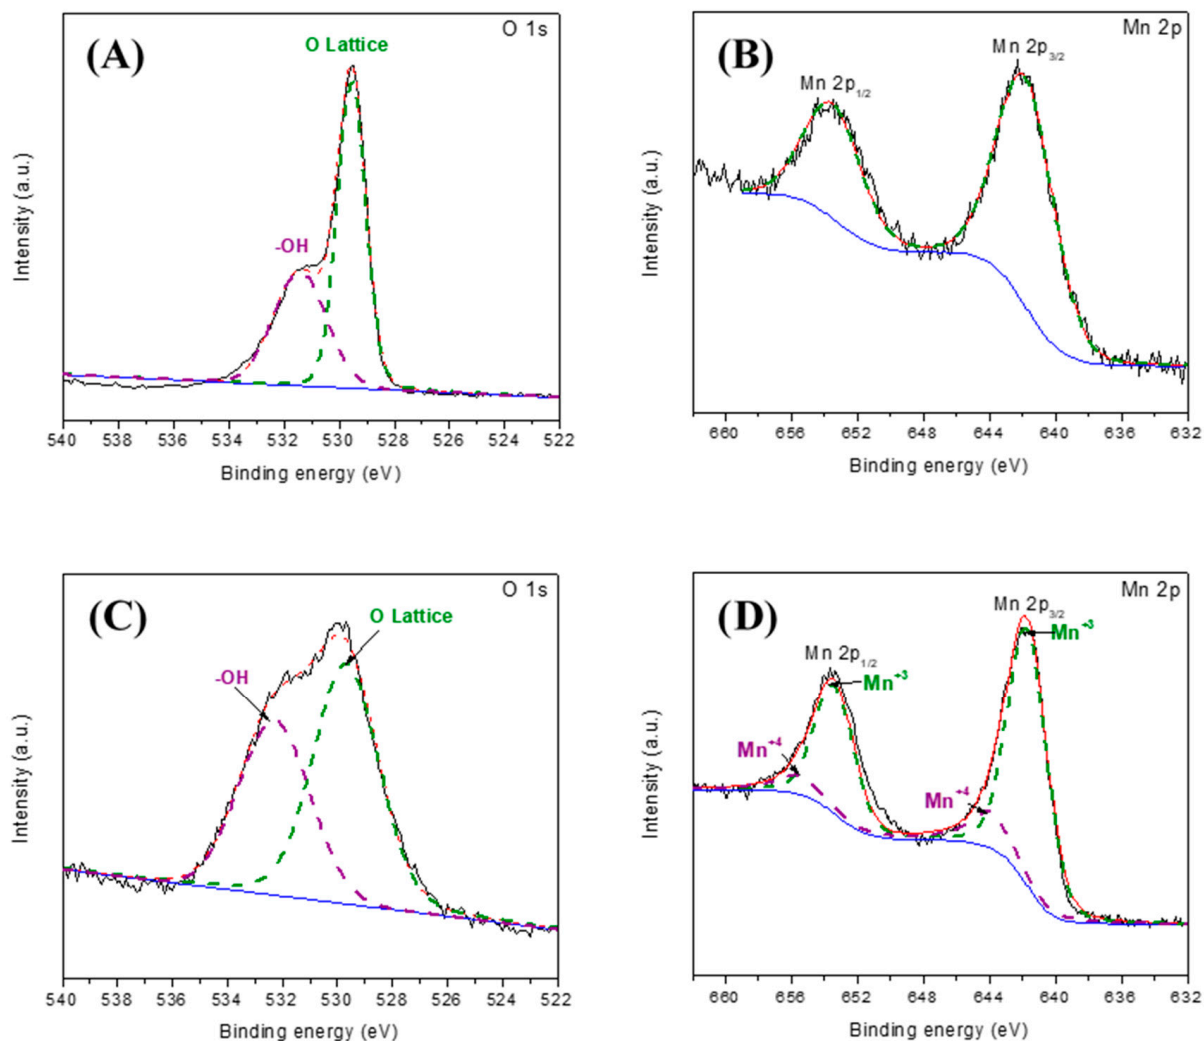 (A)
O 1s
O Lattice
-OH
Intensity (a.u.)
540 538 536 534 532 530 528 526 524 522
Binding energy (eV)
(B)
Mn 2p
Mn 2p3/2
Mn 2p1/2
Intensity (a.u.)
660 656 652 648 644 640 636 632
Binding energy (eV)
(C)
O 1s
O Lattice
-OH
Intensity (a.u.)
540 538 536 534 532 530 528 526 524 522
Binding energy (eV)
(D)
Mn 2p
Mn 2p3/2
Mn+3
Mn 2p1/2
Mn+3
Mn+4
Mn+4
Intensity (a.u.)
660 656 652 648 644 640 636 632
Binding energy (eV)